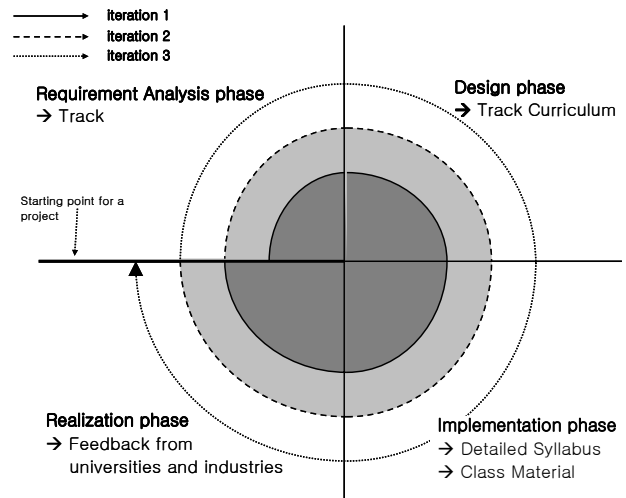 iteration 1
iteration 2
iteration 3
Requirement Analysis phase
→ Track
Design phase
→ Track Curriculum
Starting point for a
project
Realization phase
→ Feedback from
universities and industries
Implementation phase
→ Detailed Syllabus
→ Class Material